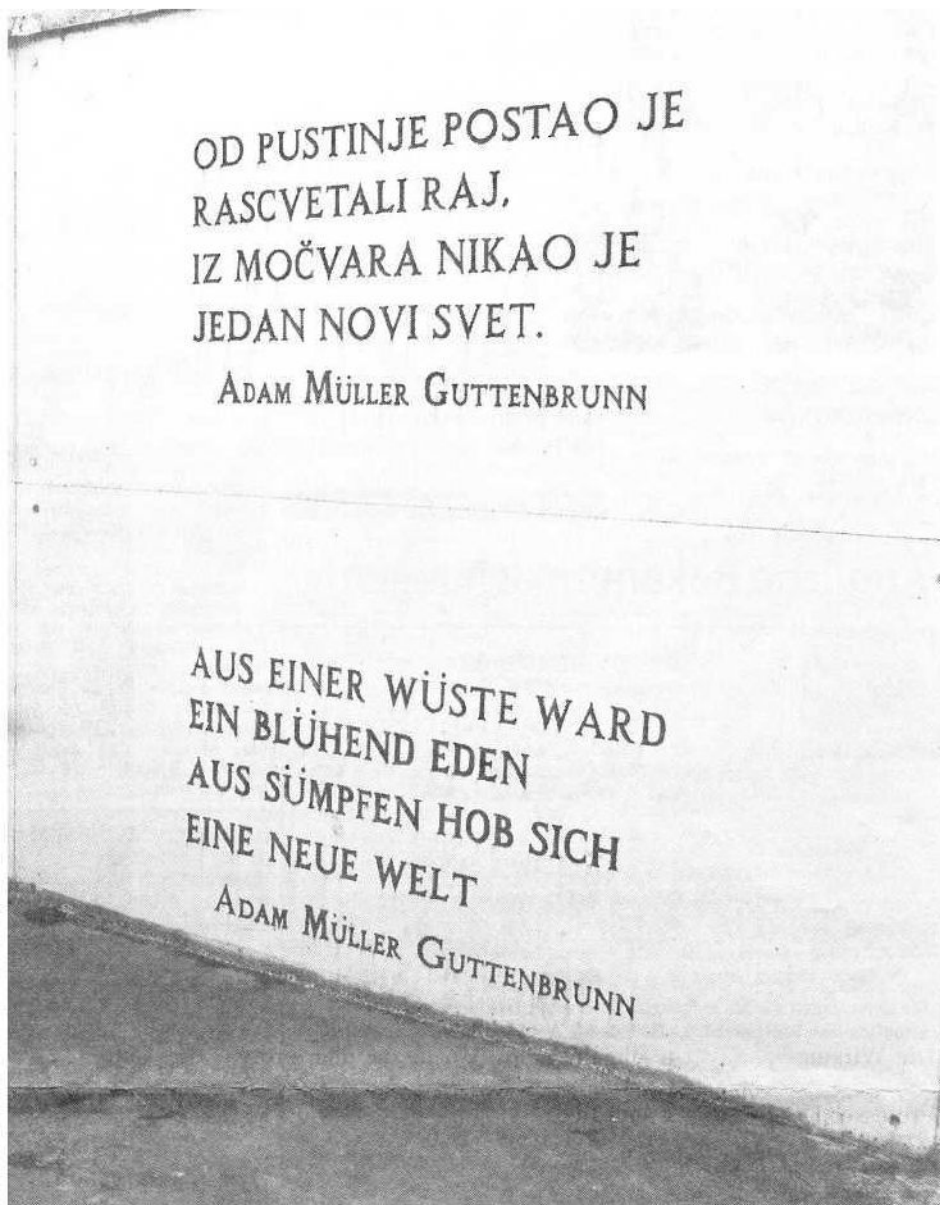 OD PUSTINJE POSTAO JE
RASCVETALI RAJ,
IZ MOČVARA NIKAO JE
JEDAN NOVI SVET.
ADAM MÜLLER GUTTENBRUNN
AUS EINER WÜSTE WARD
EIN BLÜHEND EDEN
AUS SÜMPFEN HOB SICH
EINE NEUE WELT
ADAM MÜLLER GUTTENBRUNN